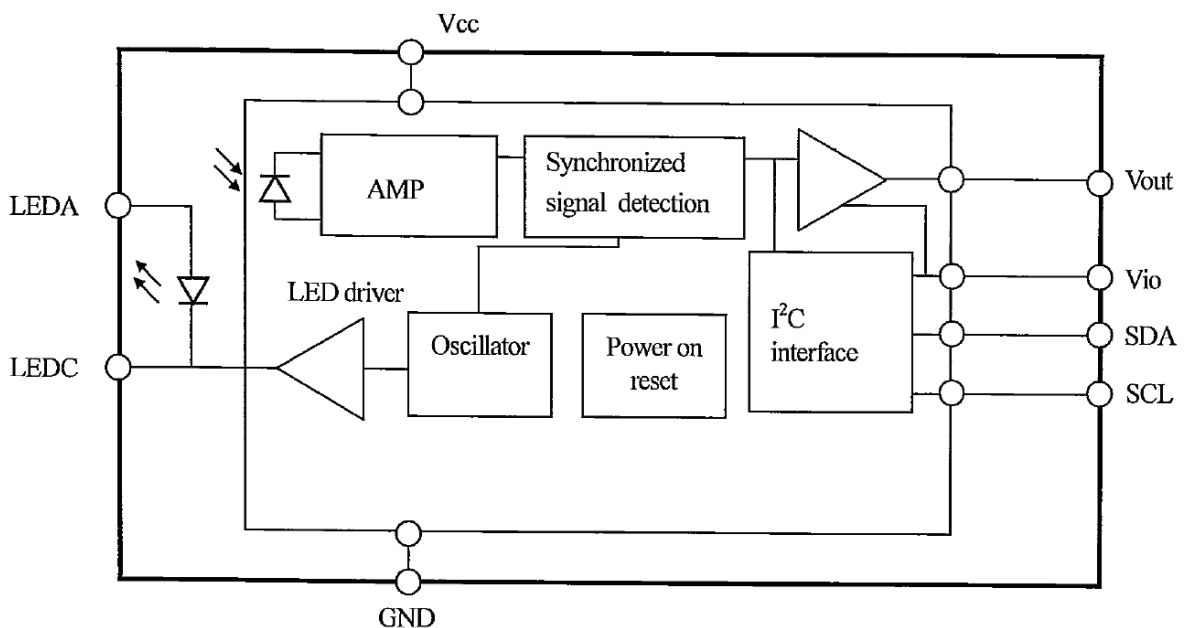 Vcc
AMP
Synchronized
signal detection
Vout
LEDA
Vio
LED driver
I²C
interface
SDA
Oscillator
Power on
reset
LEDC
SCL
GND